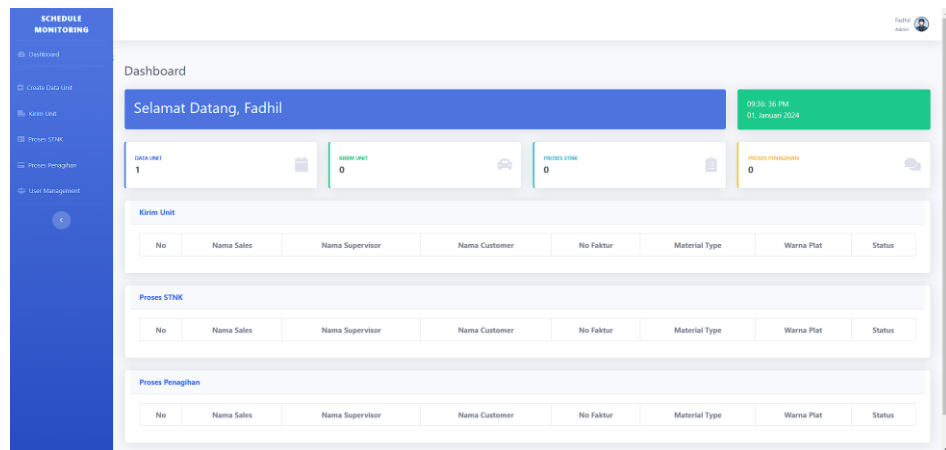 SCHEDULE
MONITORING
Dashboard
Create Data Unit
Kirim Unit
Proses STNK
Proses Penagihan
User Management
Fadhil
Admin
Dashboard
Selamat Datang, Fadhil
09:36: 36 PM
01, Januari 2024
DATA UNIT
1
KIRIM UNIT
0
PROSES STNK
0
PROSES PENAGIHAN
0
Kirim Unit
No Nama Sales Nama Supervisor Nama Customer No Faktur Material Type Warna Plat Status
Proses STNK
No Nama Sales Nama Supervisor Nama Customer No Faktur Material Type Warna Plat Status
Proses Penagihan
No Nama Sales Nama Supervisor Nama Customer No Faktur Material Type Warna Plat Status